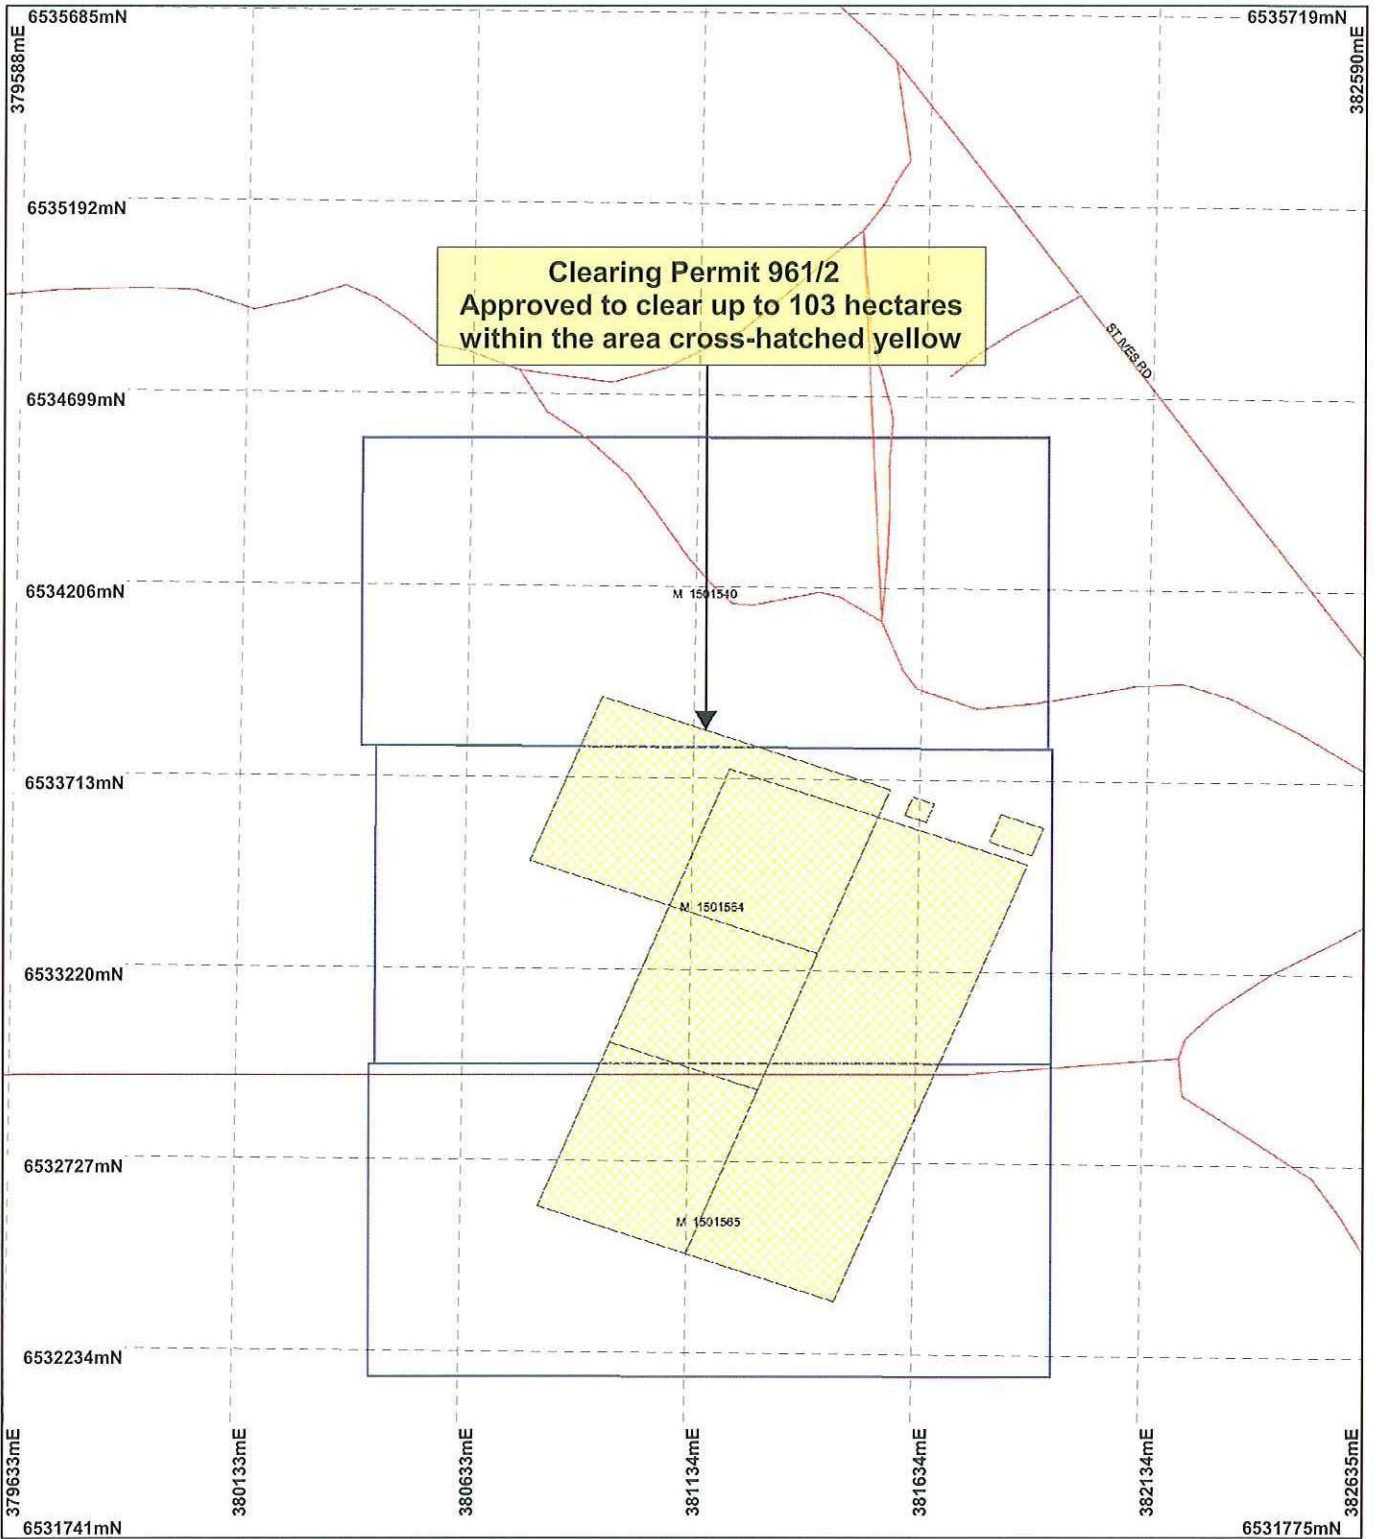 6535685mN
6535719mN
379588mE
382590mE
6535192mN
Clearing Permit 961/2
Approved to clear up to 103 hectares
within the area cross-hatched yellow
ST IVES RD
6534699mN
6534206mN
M 1501540
6533713mN
M 1501564
6533220mN
6532727mN
M 1501565
6532234mN
379633mE
380133mE
380633mE
381134mE
381634mE
382134mE
382635mE
6531741mN
6531775mN